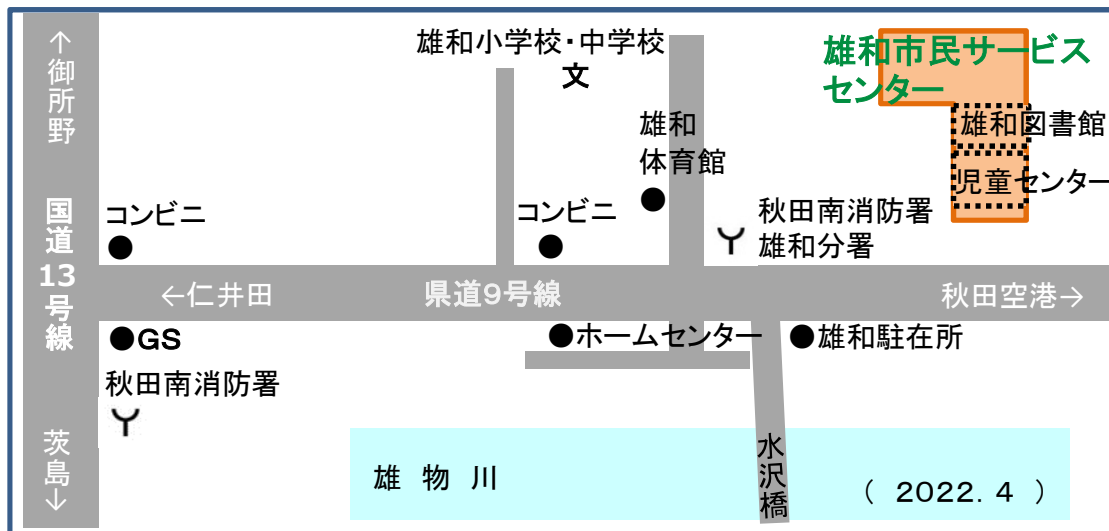 ↑御所野
国道13号線
茨島↓
雄和小学校・中学校
文
雄和市民サービス
センター
雄和図書館
児童センター
雄和
体育館
コンビニ
コンビニ
秋田南消防署
雄和分署
←仁井田
県道9号線
秋田空港→
●GS
●ホームセンター
●雄和駐在所
秋田南消防署
雄物川
水沢橋
( 2022.4 )